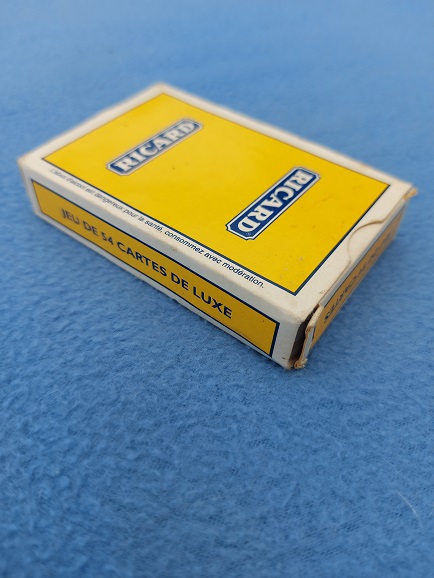 RICARD
RICARD
L'abus d'alcool est dangereux pour la santé, consommez avec modération.
JEU DE 54 CARTES DE LUXE